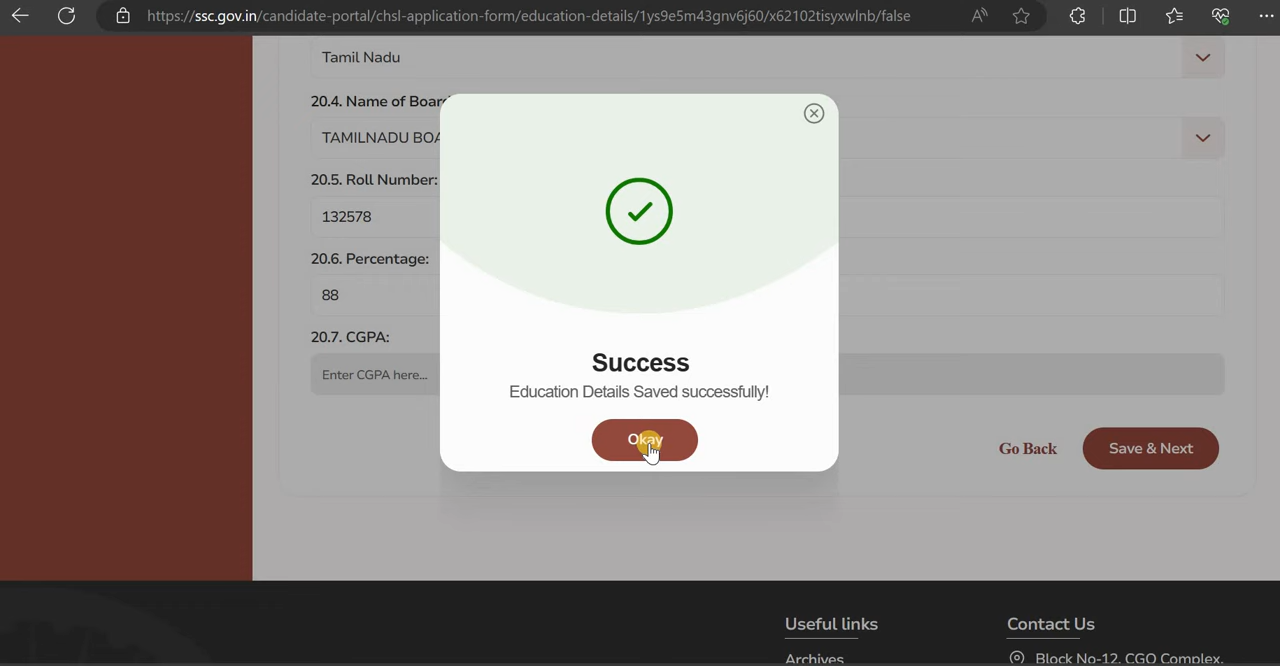 https://ssc.gov.in/candidate-portal/chsl-application-form/education-details/1ys9e5m43gnv6j60/x62102tisyxwlnb/false
Tamil Nadu
20.4. Name of Board
TAMILNADU BOA
20.5. Roll Number:
132578
20.6. Percentage:
88
20.7. CGPA:
Enter CGPA here...
Success
Education Details Saved successfully!
Okay
Go Back
Save & Next
Useful links
Contact Us
Archives
Block No-12, CGO Complex,